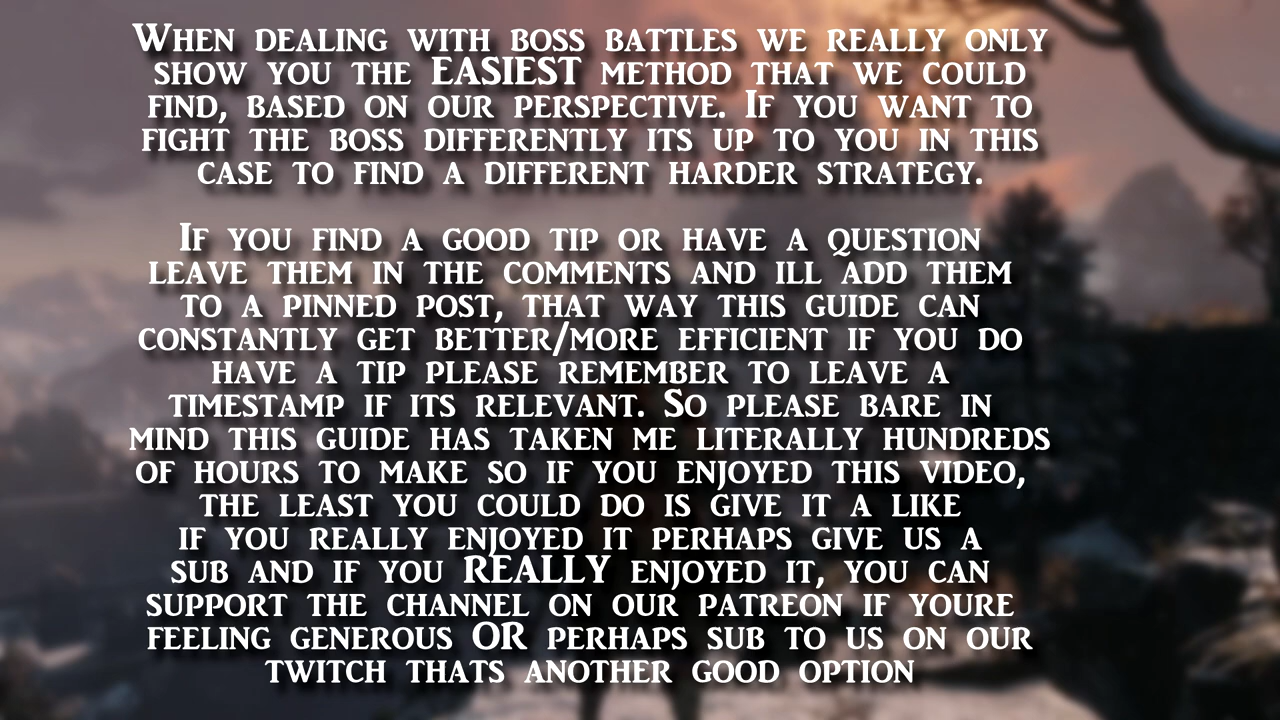 When dealing with boss battles we really only
show you the EASIEST method that we could
find, based on our perspective. If you want to
fight the boss differently its up to you in this
case to find a different harder strategy.
If you find a good tip or have a question
leave them in the comments and ill add them
to a pinned post, that way this guide can
constantly get better/more efficient if you do
have a tip please remember to leave a
timestamp if its relevant. So please bare in
mind this guide has taken me literally hundreds
of hours to make so if you enjoyed this video,
the least you could do is give it a like
if you really enjoyed it perhaps give us a
sub and if you REALLY enjoyed it, you can
support the channel on our patreon if youre
feeling generous OR perhaps sub to us on our
twitch thats another good option